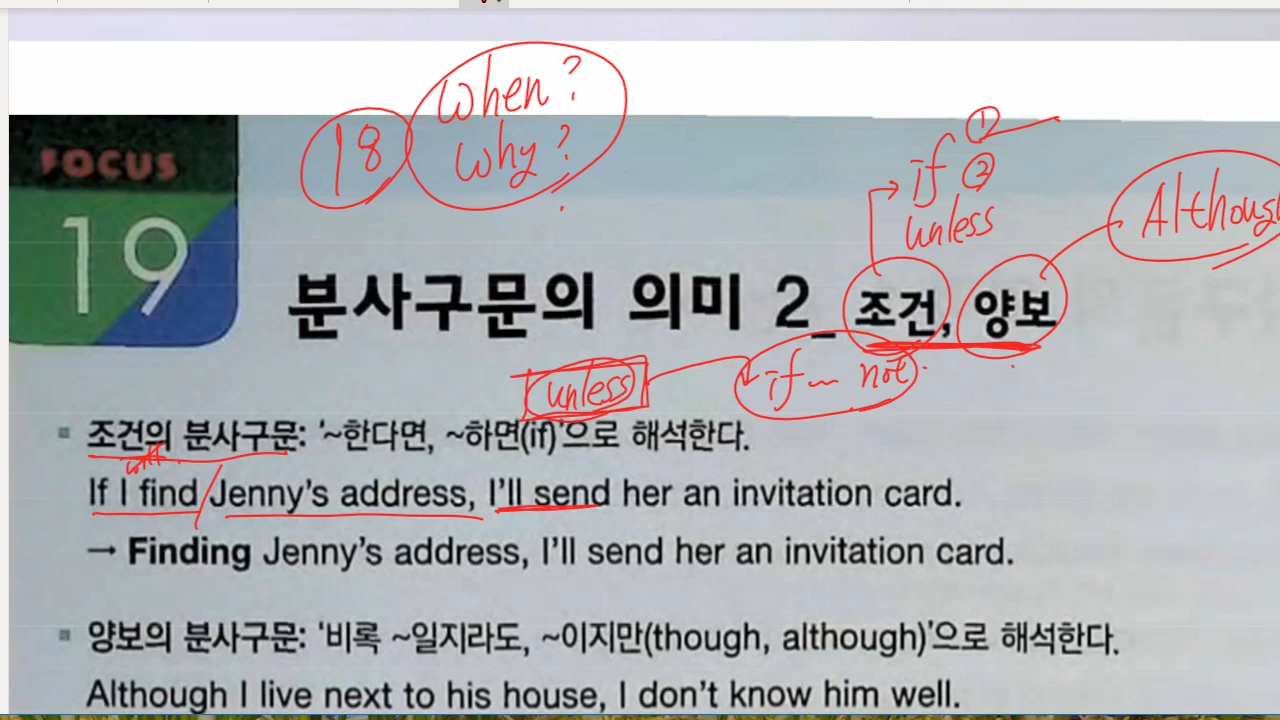 When?
18 Why?
if ①
②
unless
Although
FOCUS
19
분사구문의 의미 2_ 조건, 양보
unless if ~ not
조건의 분사구문: '~한다면, ~하면(if)'으로 해석한다.
will
If I find Jenny's address, I'll send her an invitation card.
→ Finding Jenny's address, I'll send her an invitation card.
양보의 분사구문: '비록 ~일지라도, ~이지만(though, although)'으로 해석한다.
Although I live next to his house, I don't know him well.